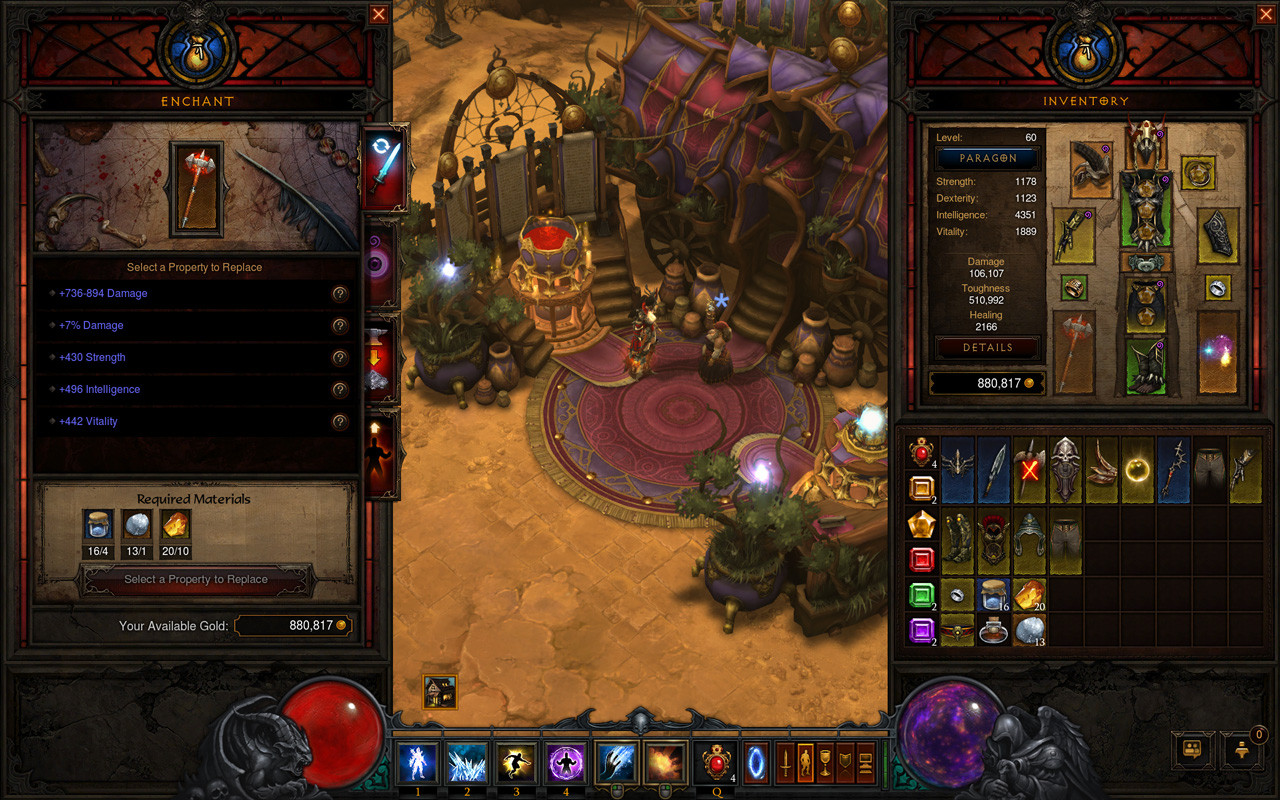 ENCHANT
Select a Property to Replace
+736-894 Damage
?
+7% Damage
?
+430 Strength
?
+496 Intelligence
?
+442 Vitality
?
Required Materials
16/4
13/1
20/10
Select a Property to Replace
Your Available Gold:
880,817
INVENTORY
Level:
60
PARAGON
Strength:
1178
Dexterity:
1123
Intelligence:
4351
Vitality:
1889
Damage
106,107
Toughness
510,992
Healing
2166
DETAILS
880,817
4
2
2
16
20
2
13
4
1
2
3
4
Q
0